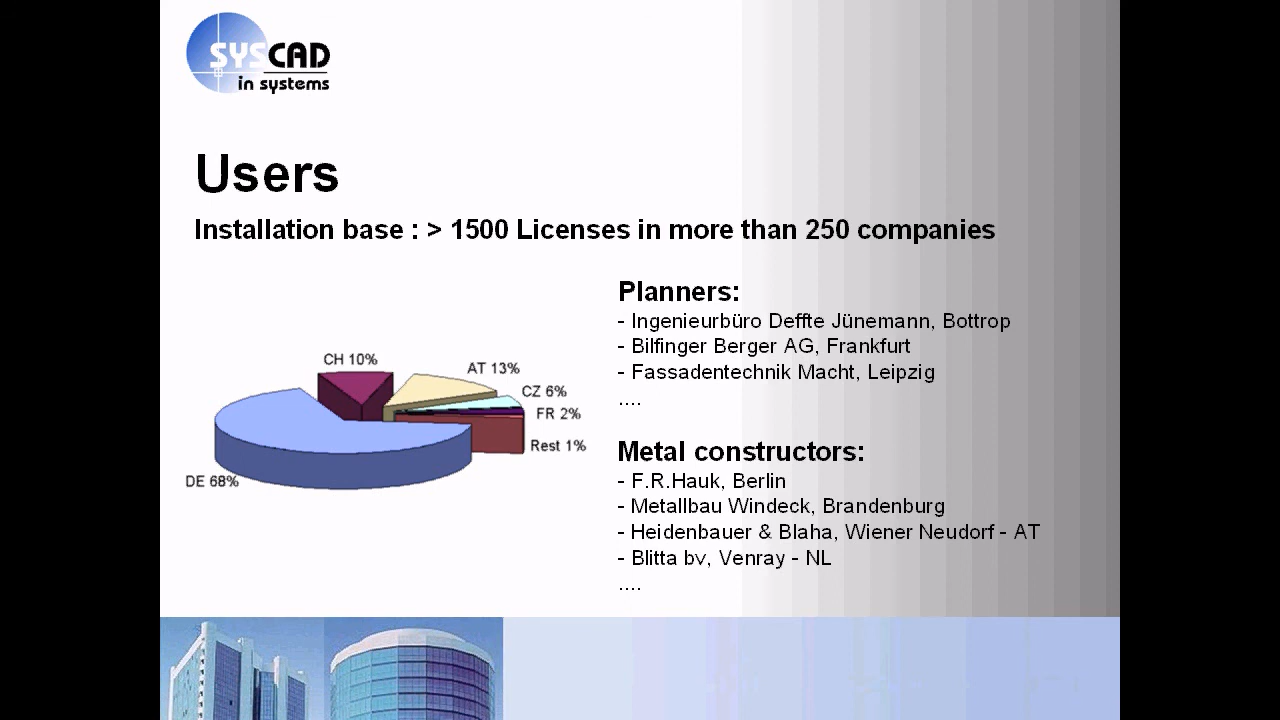 SYSCAD
in systems
Users
Installation base : > 1500 Licenses in more than 250 companies
Planners:
- Ingenieurbüro Deffte Jünemann, Bottrop
- Bilfinger Berger AG, Frankfurt
- Fassadentechnik Macht, Leipzig
....
CH 10%
AT 13%
CZ 6%
FR 2%
Rest 1%
DE 68%
Metal constructors:
- F.R.Hauk, Berlin
- Metallbau Windeck, Brandenburg
- Heidenbauer & Blaha, Wiener Neudorf - AT
- Blitta bv, Venray - NL
....